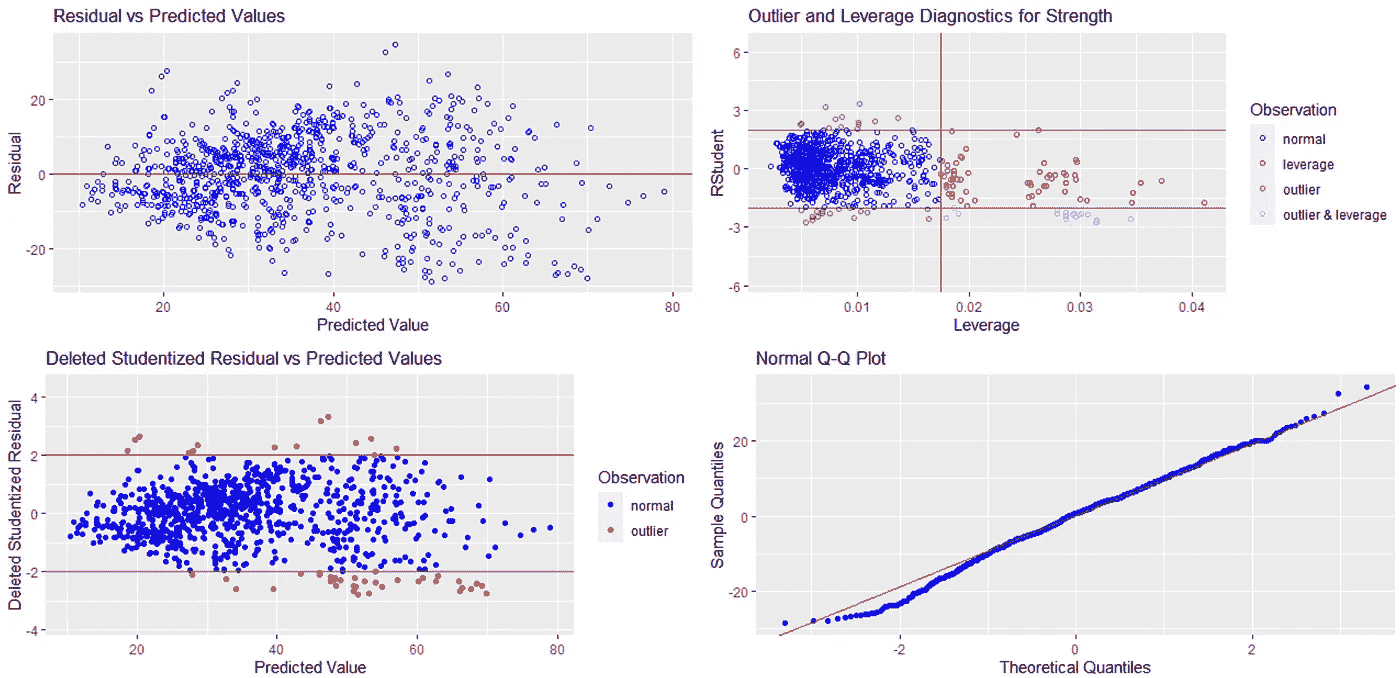 Residual vs Predicted Values
Residual
20
0
-20
20
40
60
80
Predicted Value
Outlier and Leverage Diagnostics for Strength
RStudent
6
3
0
-3
-6
0.01
0.02
0.03
0.04
Leverage
Observation
normal
leverage
outlier
outlier & leverage
Deleted Studentized Residual vs Predicted Values
Deleted Studentized Residual
4
2
0
-2
-4
20
40
60
80
Predicted Value
Observation
normal
outlier
Normal Q-Q Plot
Sample Quantiles
20
0
-20
-2
0
2
Theoretical Quantiles